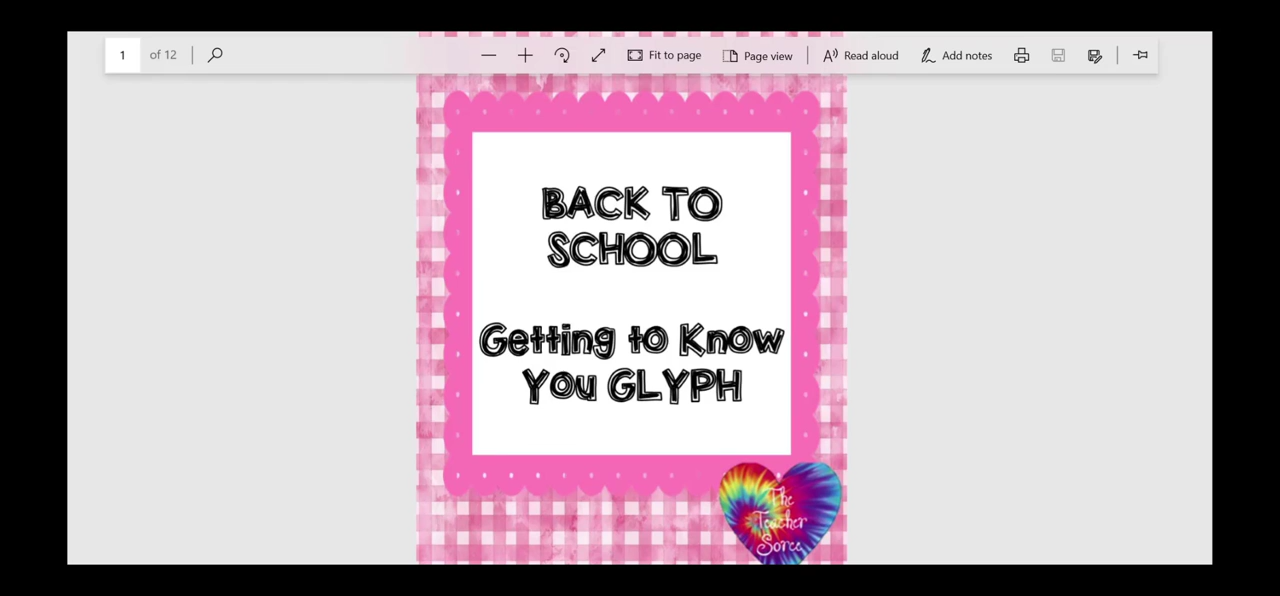 1 of 12 Fit to page Page view Read aloud Add notes
BACK TO
SCHOOL
Getting to Know
You GLYPH
The
Teacher
Soree